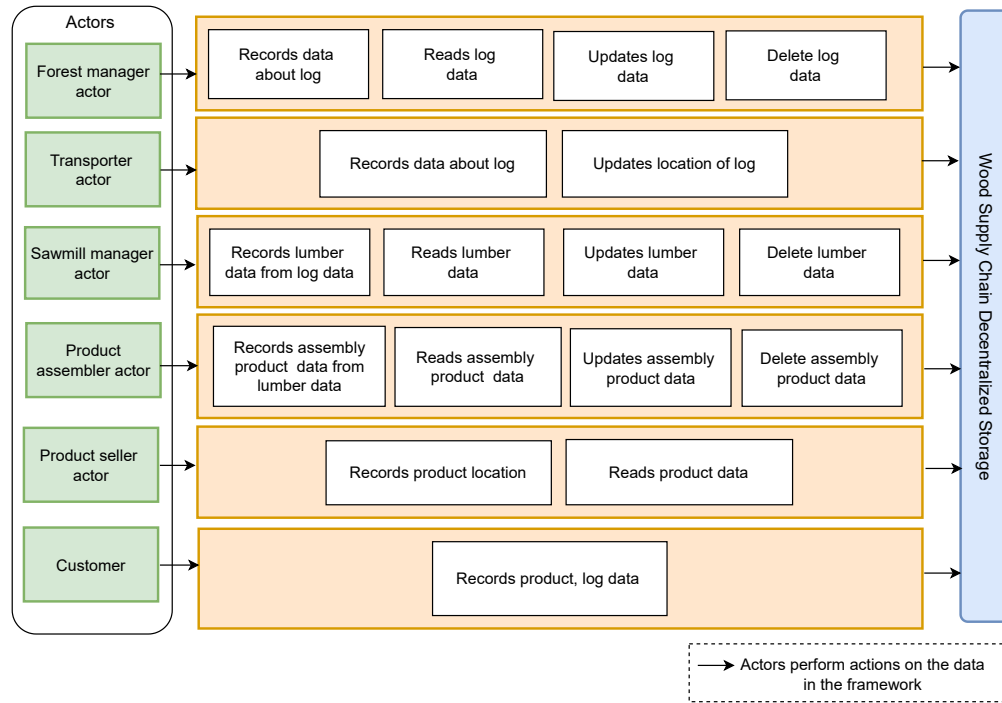 Actors
Forest manager
actor
Records data
about log
Reads log
data
Updates log
data
Delete log
data
Transporter
actor
Records data about log
Updates location of log
Sawmill manager
actor
Records lumber
data from log data
Reads lumber
data
Updates lumber
data
Delete lumber
data
Product
assembler actor
Records assembly
product data from
lumber data
Reads assembly
product data
Updates assembly
product data
Delete assembly
product data
Product seller
actor
Records product location
Reads product data
Customer
Records product, log data
Wood Supply Chain Decentralized Storage
Actors perform actions on the data
in the framework